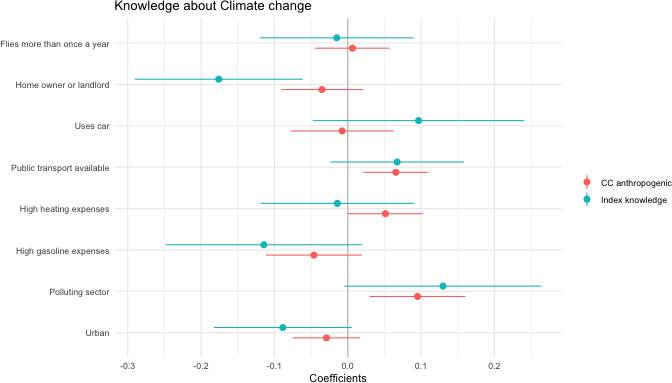 Knowledge about Climate change
Flies more than once a year
Home owner or landlord
Uses car
Public transport available
High heating expenses
High gasoline expenses
Polluting sector
Urban
-0.3 -0.2 -0.1 0.0 0.1 0.2
Coefficients
CC anthropogenic
Index knowledge